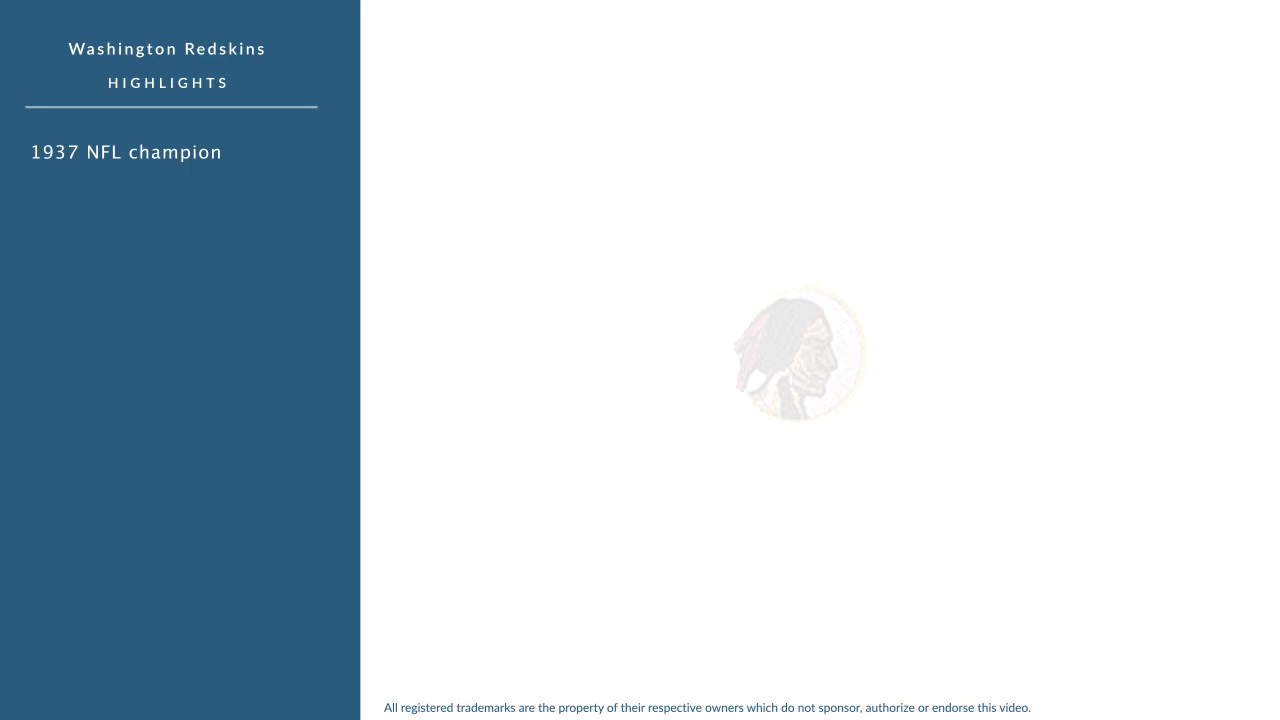 Washington Redskins
HIGHLIGHTS
1937 NFL champion
All registered trademarks are the property of their respective owners which do not sponsor, authorize or endorse this video.